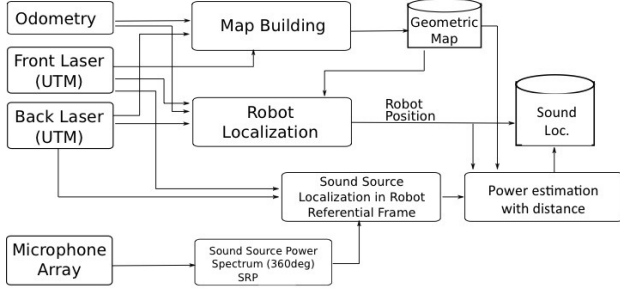 Odometry
Map Building
Geometric
Map
Front Laser
(UTM)
Back Laser
(UTM)
Robot
Localization
Robot
Position
Sound
Loc.
Sound Source
Localization in Robot
Referential Frame
Power estimation
with distance
Microphone
Array
Sound Source Power
Spectrum (360deg)
SRP